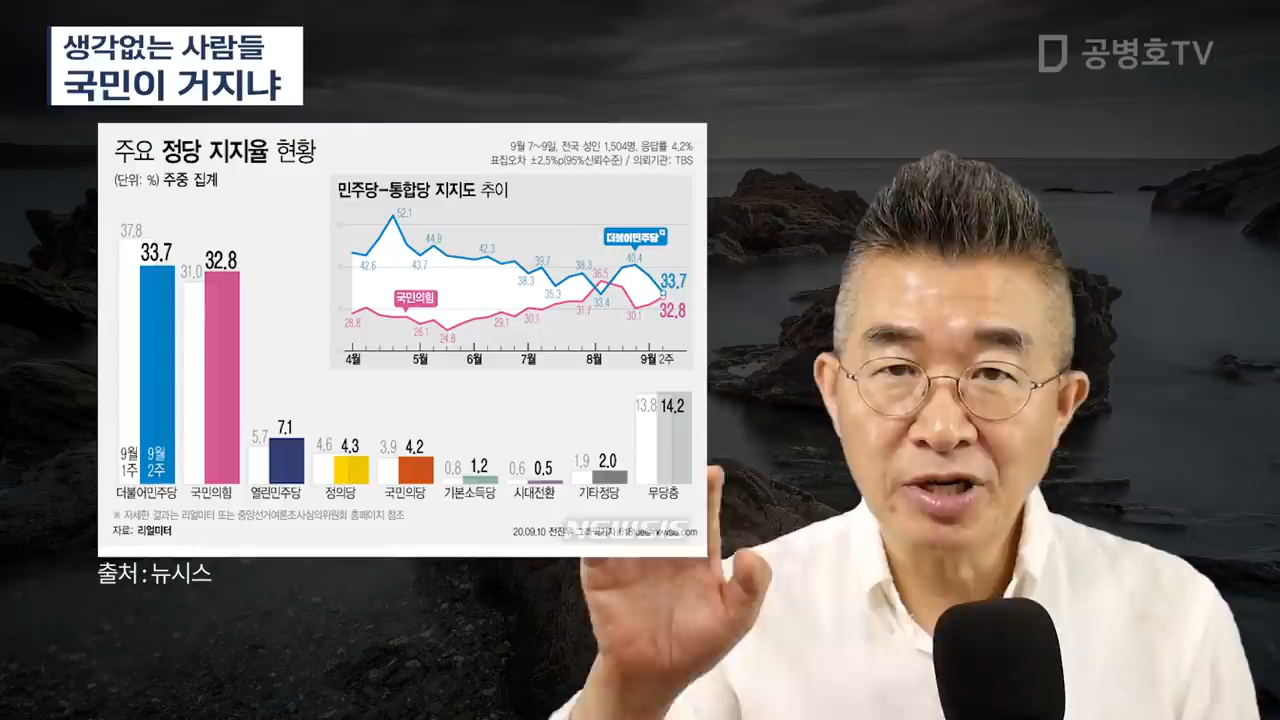 생각없는 사람들
국민이 거지냐
공병호TV
주요 정당 지지율 현황
(단위: %) 주중 집계
9월 7~9일, 전국 성인 1,504명, 응답률 4.2%
표집오차 ±2.5%p(95%신뢰수준) / 의뢰기관: TBS
민주당-통합당 지지도 추이
52.1
42.6
43.7
44.9
42.3
38.3
39.7
35.3
38.3
36.5
33.4
더불어민주당
40.4
33.7
국민의힘
28.8
26.1
24.8
29.1
30.1
31.7
30.1
32.8
4월 5월 6월 7월 8월 9월 2주
37.8 33.7
31.0 32.8
5.7 7.1
4.6 4.3
3.9 4.2
0.8 1.2
0.6 0.5
1.9 2.0
13.8 14.2
9월 1주
9월 2주
더불어민주당 국민의힘 열린민주당 정의당 국민의당 기본소득당 시대전환 기타정당 무당층
※ 자세한 결과는 리얼미터 또는 중앙선거여론조사심의위원회 홈페이지 참조
자료: 리얼미터
NEWSIS
20.09.10
출처 : 뉴시스